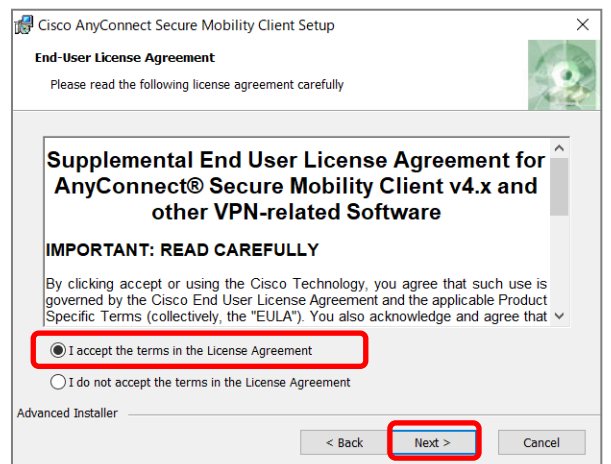 Cisco AnyConnect Secure Mobility Client Setup
End-User License Agreement
Please read the following license agreement carefully
Supplemental End User License Agreement for
AnyConnect® Secure Mobility Client v4.x and
other VPN-related Software
IMPORTANT: READ CAREFULLY
By clicking accept or using the Cisco Technology, you agree that such use is
governed by the Cisco End User License Agreement and the applicable Product
Specific Terms (collectively, the "EULA"). You also acknowledge and agree that
I accept the terms in the License Agreement
I do not accept the terms in the License Agreement
Advanced Installer
< Back Next > Cancel